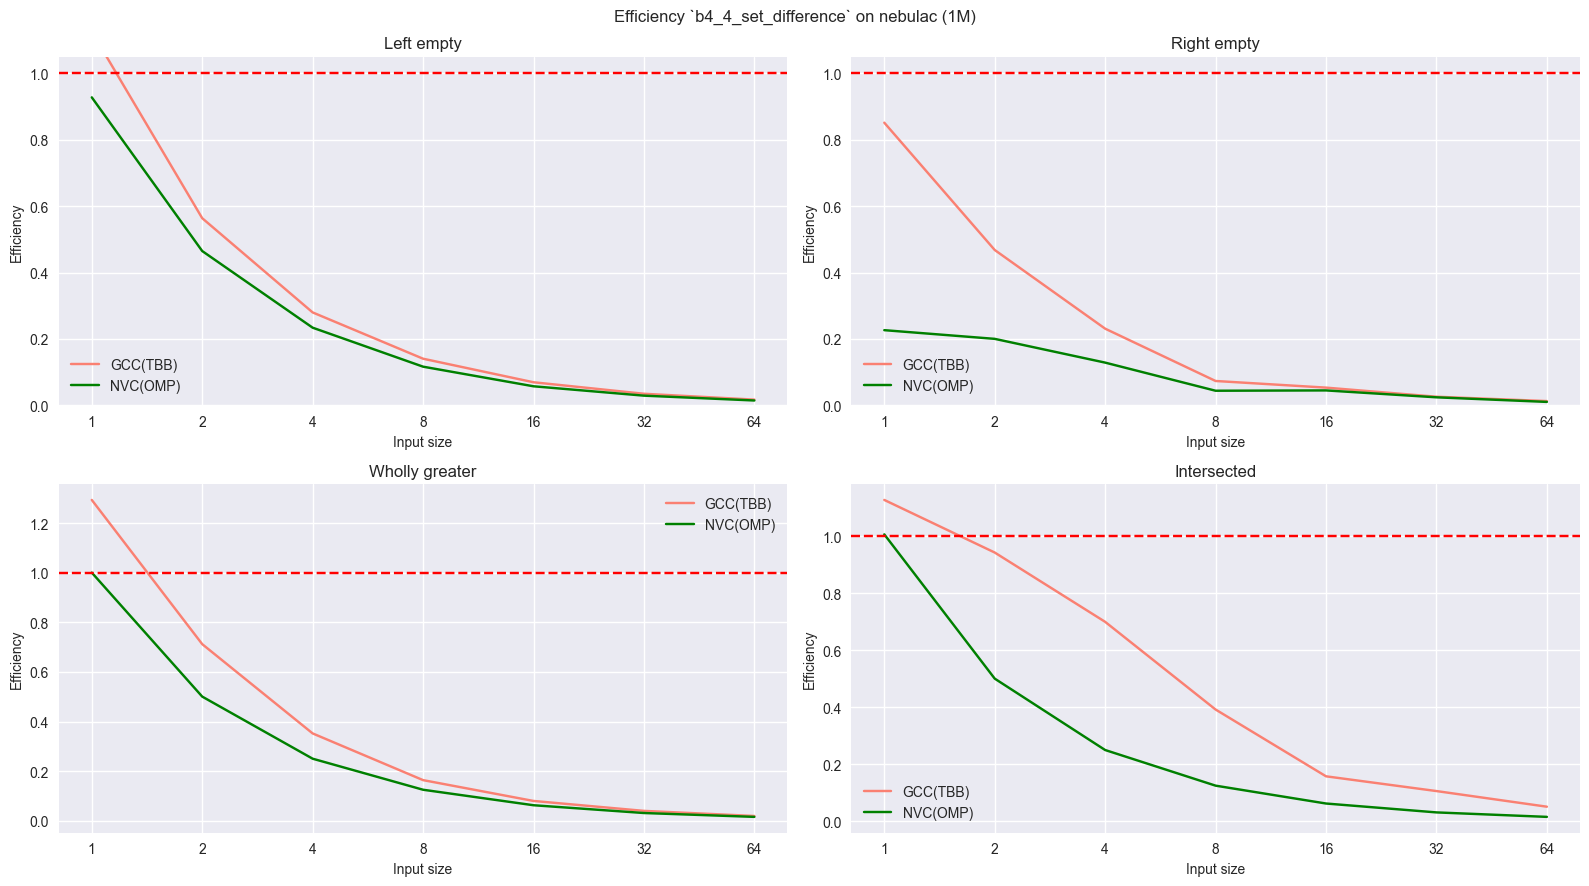 Efficiency `b4_4_set_difference` on nebulac (1M)
Left empty
1.0
0.8
0.6
0.4
0.2
0.0
Efficiency
GCC(TBB)
NVC(OMP)
1 2 4 8 16 32 64
Input size
Right empty
1.0
0.8
0.6
0.4
0.2
0.0
Efficiency
GCC(TBB)
NVC(OMP)
1 2 4 8 16 32 64
Input size
Wholly greater
1.2
1.0
0.8
0.6
0.4
0.2
0.0
Efficiency
GCC(TBB)
NVC(OMP)
1 2 4 8 16 32 64
Input size
Intersected
1.0
0.8
0.6
0.4
0.2
0.0
Efficiency
GCC(TBB)
NVC(OMP)
1 2 4 8 16 32 64
Input size